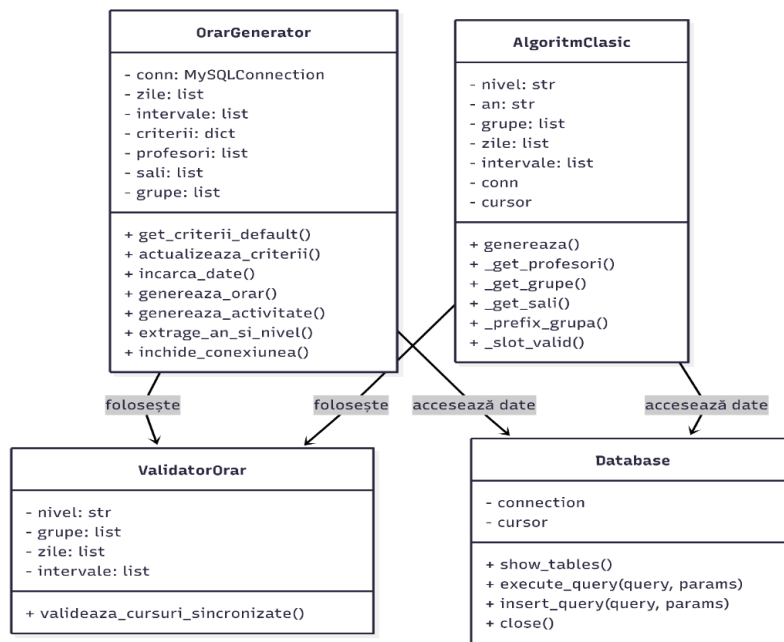 OrarGenerator
- conn: MySQLConnection
- zile: list
- intervale: list
- criterii: dict
- profesori: list
- sali: list
- grupe: list
+ get_criterii_default()
+ actualizeaza_criterii()
+ incarca_date()
+ genereaza_orar()
+ genereaza_activitate()
+ extrage_an_si_nivel()
+ inchide_conexiunea()
AlgoritmClasic
- nivel: str
- an: str
- grupe: list
- zile: list
- intervale: list
- conn
- cursor
+ genereaza()
+ _get_profesori()
+ _get_grupe()
+ _get_sali()
+ _prefix_grupa()
+ _slot_valid()
folosește
folosește
accesează date
accesează date
ValidatorOrar
- nivel: str
- grupe: list
- zile: list
- intervale: list
+ valideaza_cursuri_sincronizate()
Database
- connection
- cursor
+ show_tables()
+ execute_query(query, params)
+ insert_query(query, params)
+ close()